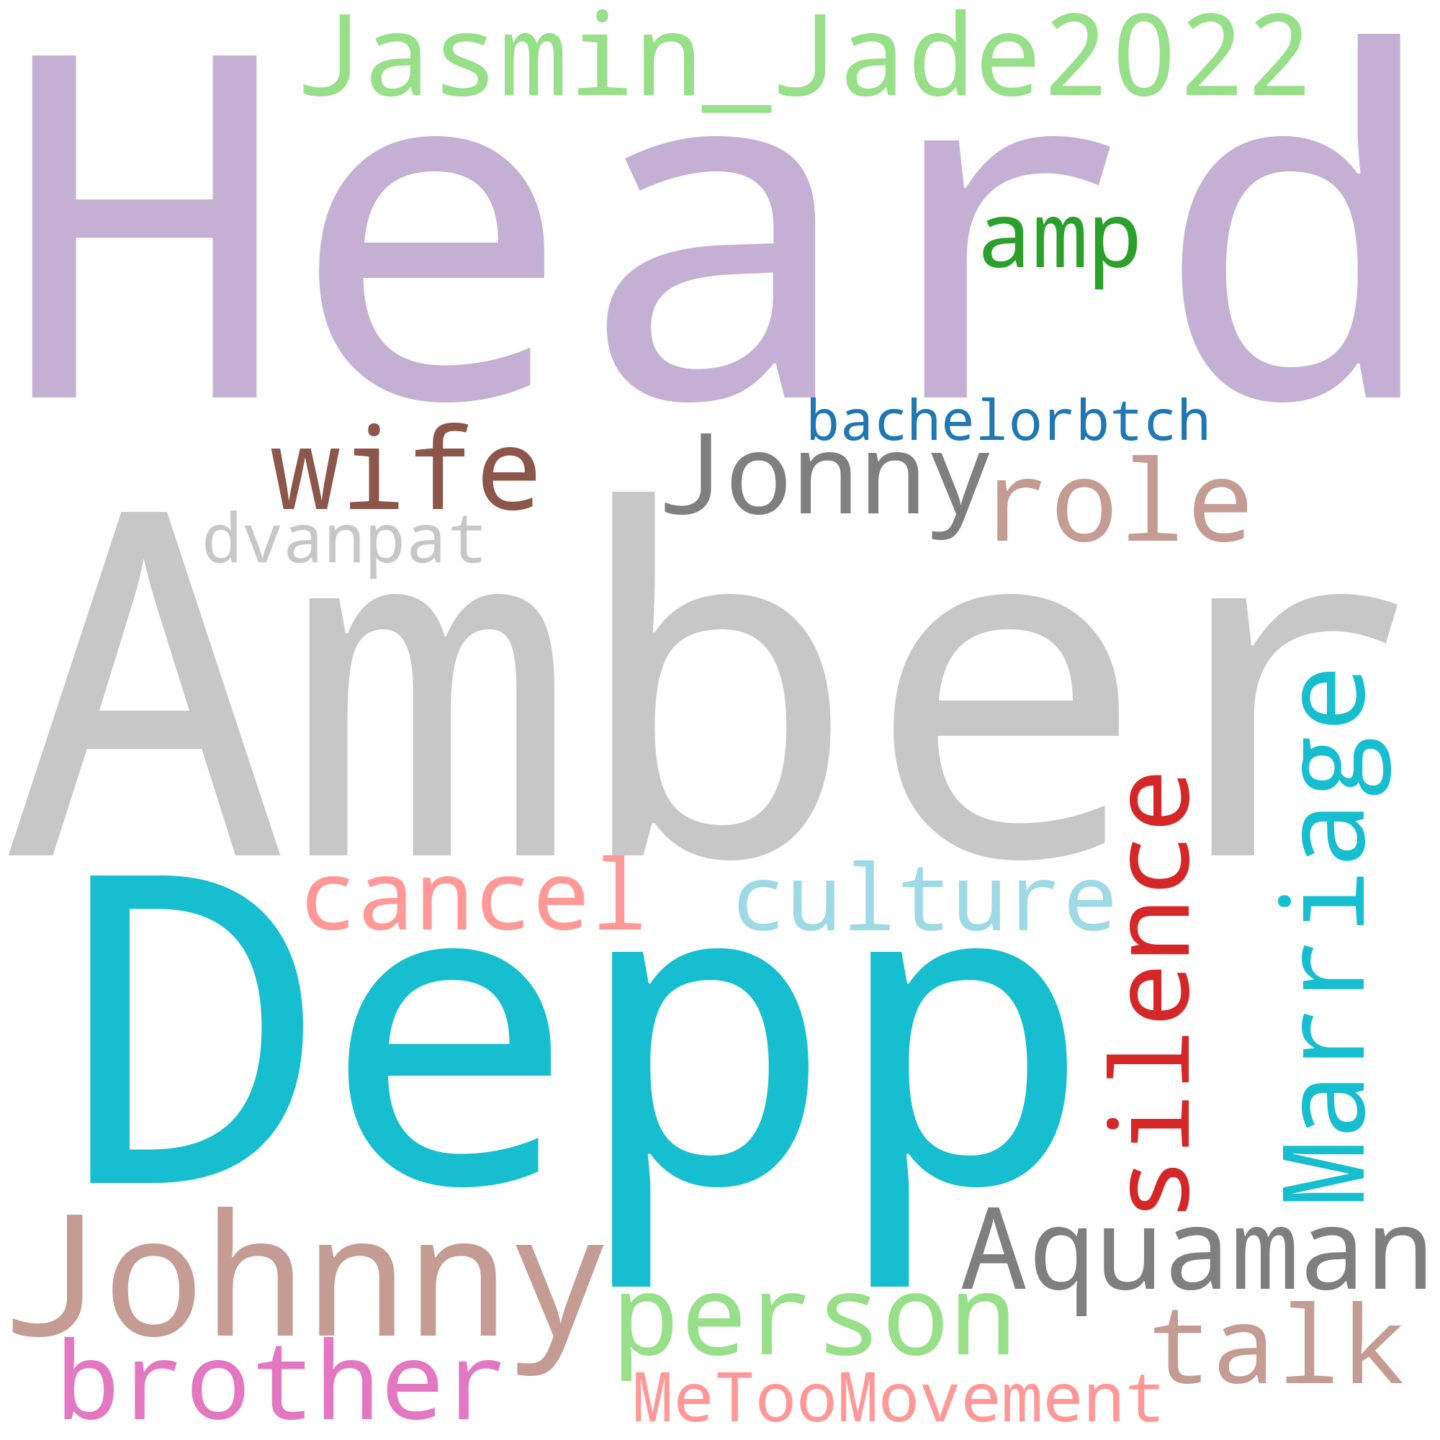 Jasmin_Jade2022
Heard
amp
bachelorbtch
wife
Jonny
role
dvanpat
Amber
Marriage
silence
cancel
culture
Depp
Johnny
Aquaman
person
talk
brother
MeTooMovement